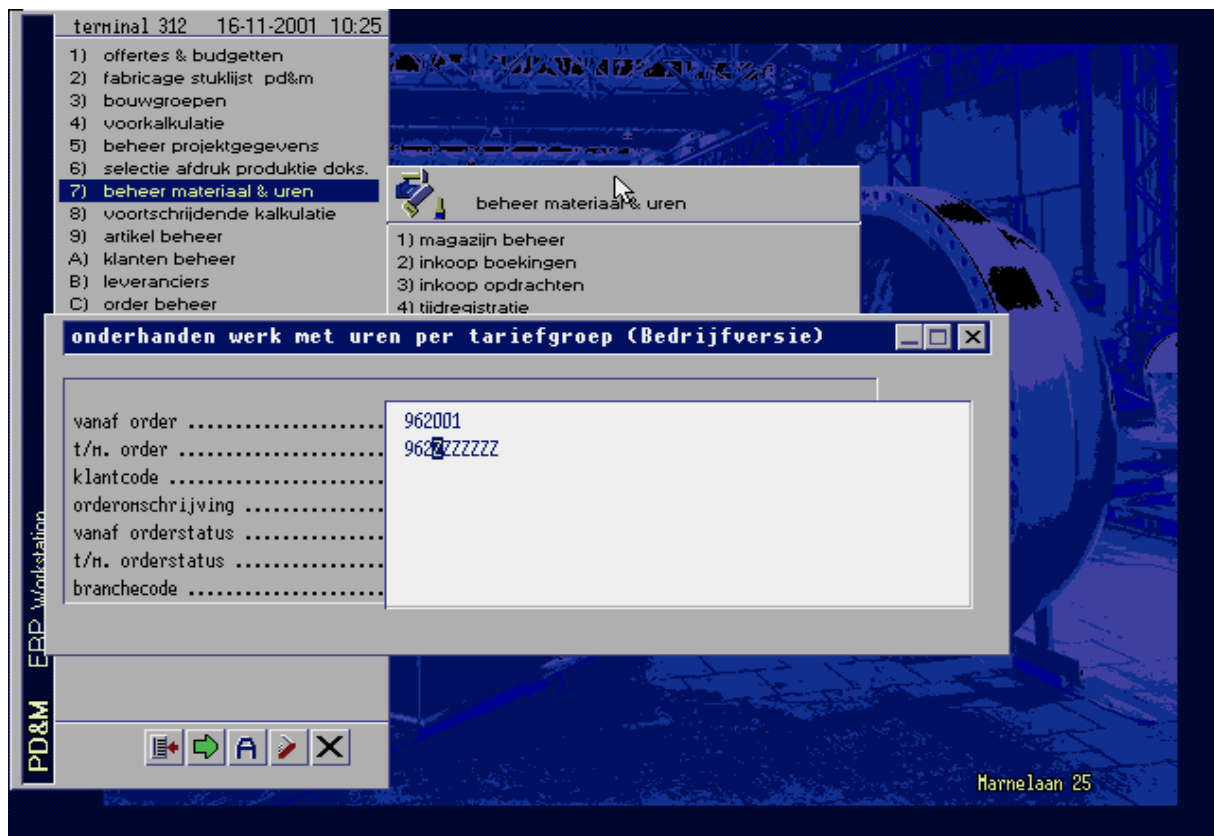 terminal 312 16-11-2001 10:25
1) offertes & budgetten
2) fabricage stuklijst pd&m
3) bouwgroepen
4) voorkalkulatie
5) beheer projektgegevens
6) selectie afdruk produktie doks.
7) beheer materiaal & uren
8) voortschrijdende kalkulatie
9) artikel beheer
A) klanten beheer
B) leveranciers
C) order beheer
beheer materiaal & uren
1) magazijn beheer
2) inkoop boekingen
3) inkoop opdrachten
4) tijdregistratie
onderhanden werk met uren per tariefgroep (Bedrijfversie)
vanaf order ..................... 962001
t/m. order ...................... 962ZZZZZZZ
klantcode .......................
orderomschrijving ...............
vanaf orderstatus ...............
t/m. orderstatus ................
branchecode .....................
PD&M ERP Workstation
A
Marnelaan 25